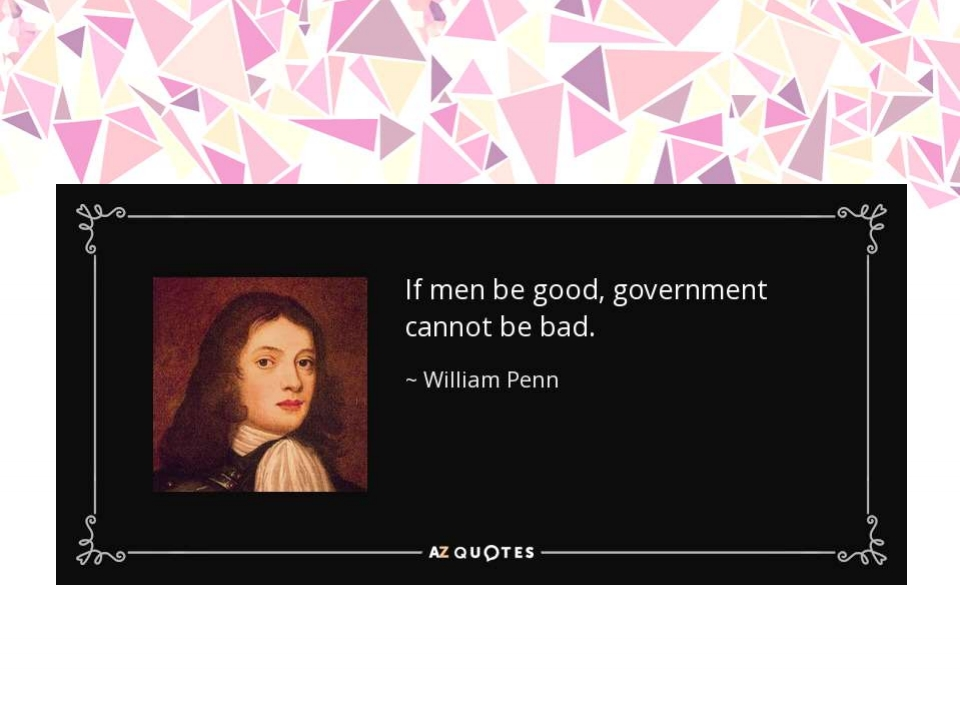 If men be good, government
cannot be bad.
~ William Penn
AZ QUOTES